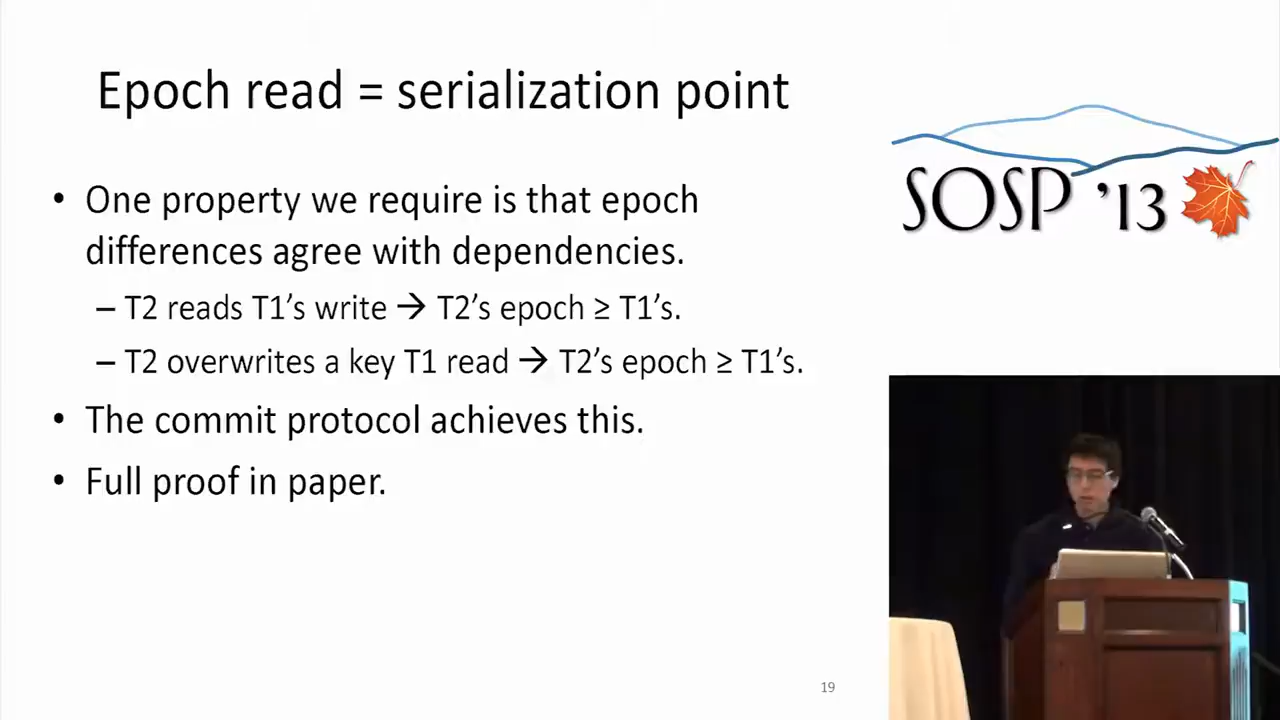 Epoch read = serialization point
• One property we require is that epoch
differences agree with dependencies.
– T2 reads T1’s write → T2’s epoch ≥ T1’s.
– T2 overwrites a key T1 read → T2’s epoch ≥ T1’s.
• The commit protocol achieves this.
• Full proof in paper.
SOSP ’13
19